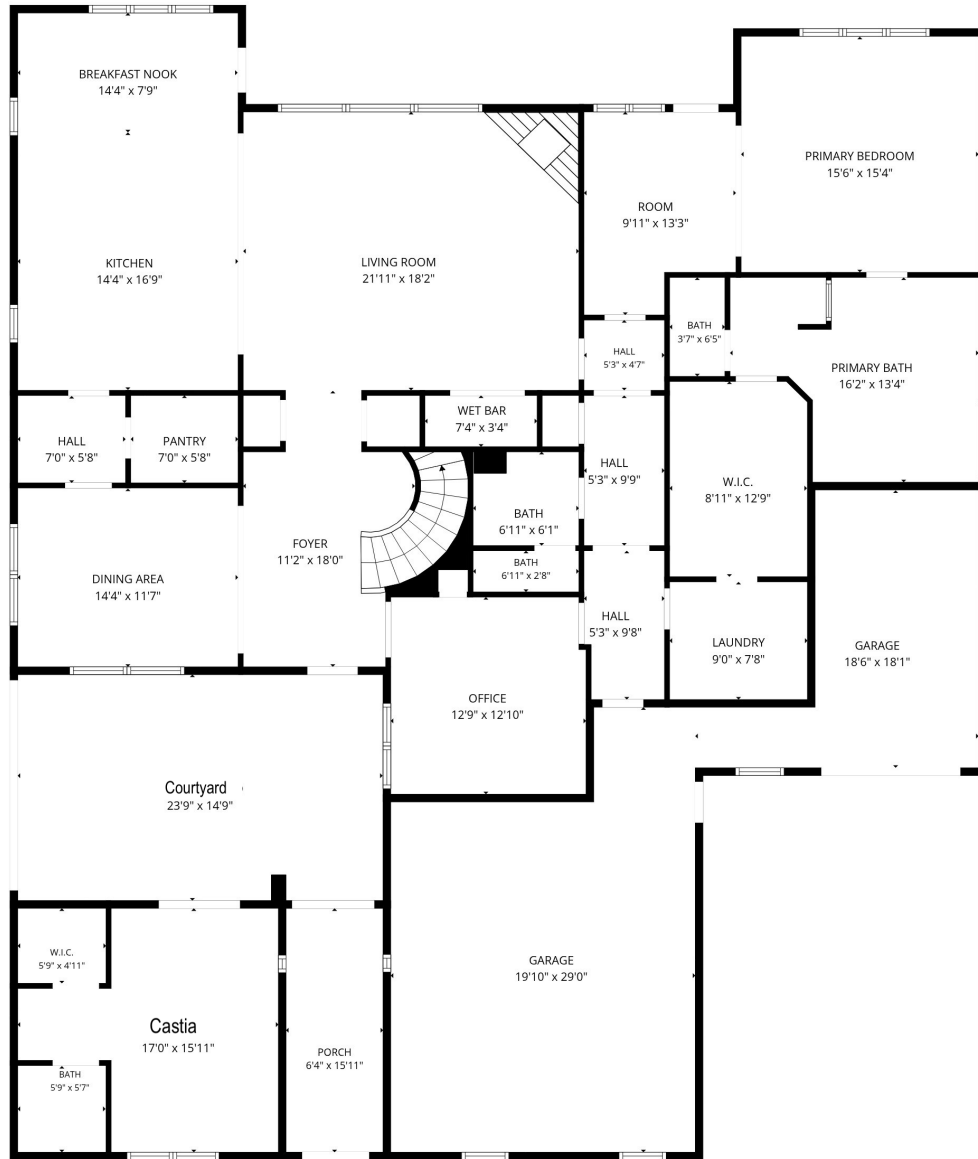 BREAKFAST NOOK
14'4" x 7'9"
PRIMARY BEDROOM
15'6" x 15'4"
ROOM
9'11" x 13'3"
KITCHEN
14'4" x 16'9"
LIVING ROOM
21'11" x 18'2"
BATH
3'7" x 6'5"
HALL
5'3" x 4'7"
PRIMARY BATH
16'2" x 13'4"
WET BAR
7'4" x 3'4"
HALL
7'0" x 5'8"
PANTRY
7'0" x 5'8"
HALL
5'3" x 9'9"
W.I.C.
8'11" x 12'9"
BATH
6'11" x 6'1"
FOYER
11'2" x 18'0"
BATH
6'11" x 2'8"
DINING AREA
14'4" x 11'7"
HALL
5'3" x 9'8"
LAUNDRY
9'0" x 7'8"
GARAGE
18'6" x 18'1"
OFFICE
12'9" x 12'10"
Courtyard
23'9" x 14'9"
W.I.C.
5'9" x 4'11"
GARAGE
19'10" x 29'0"
Castia
17'0" x 15'11"
PORCH
6'4" x 15'11"
BATH
5'9" x 5'7"